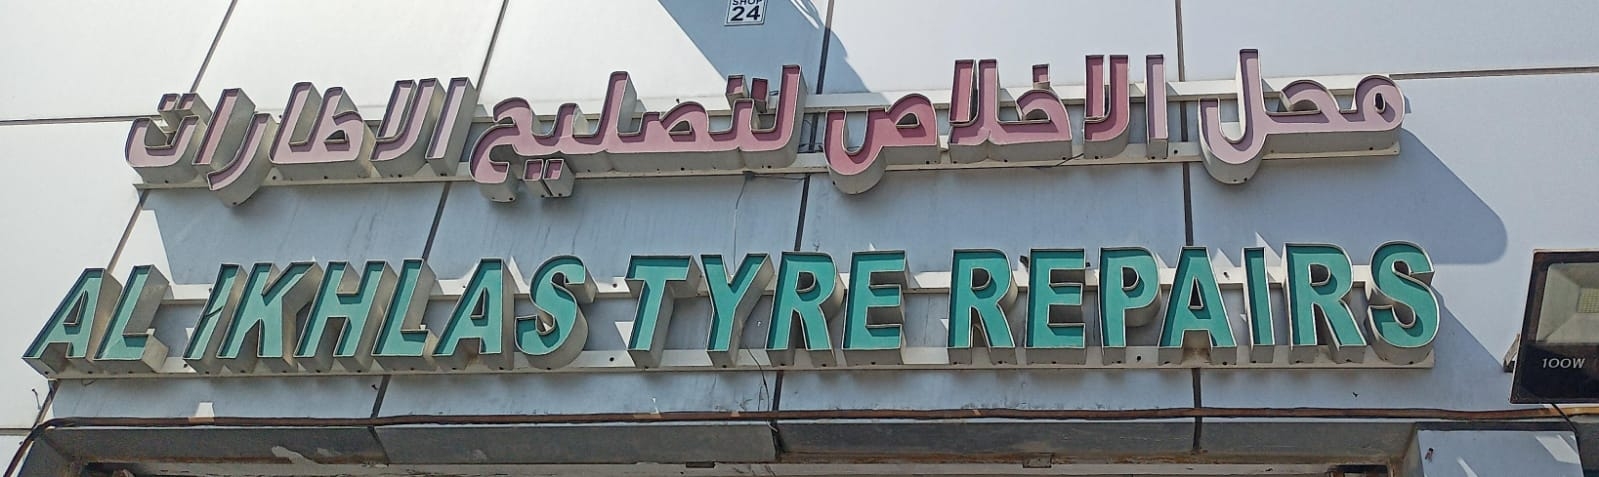 SHOP
24
محل الاخلاص لتصليح الاطارات
AL IKHLAS TYRE REPAIRS
100W